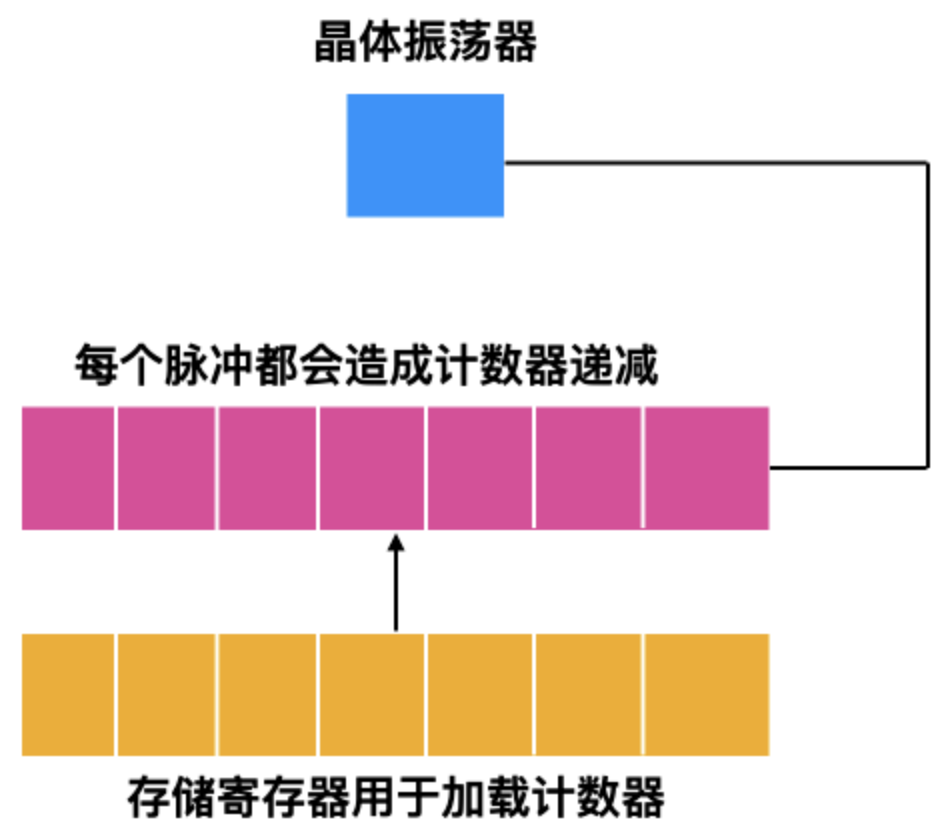 晶体振荡器
每个脉冲都会造成计数器递减
存储寄存器用于加载计数器